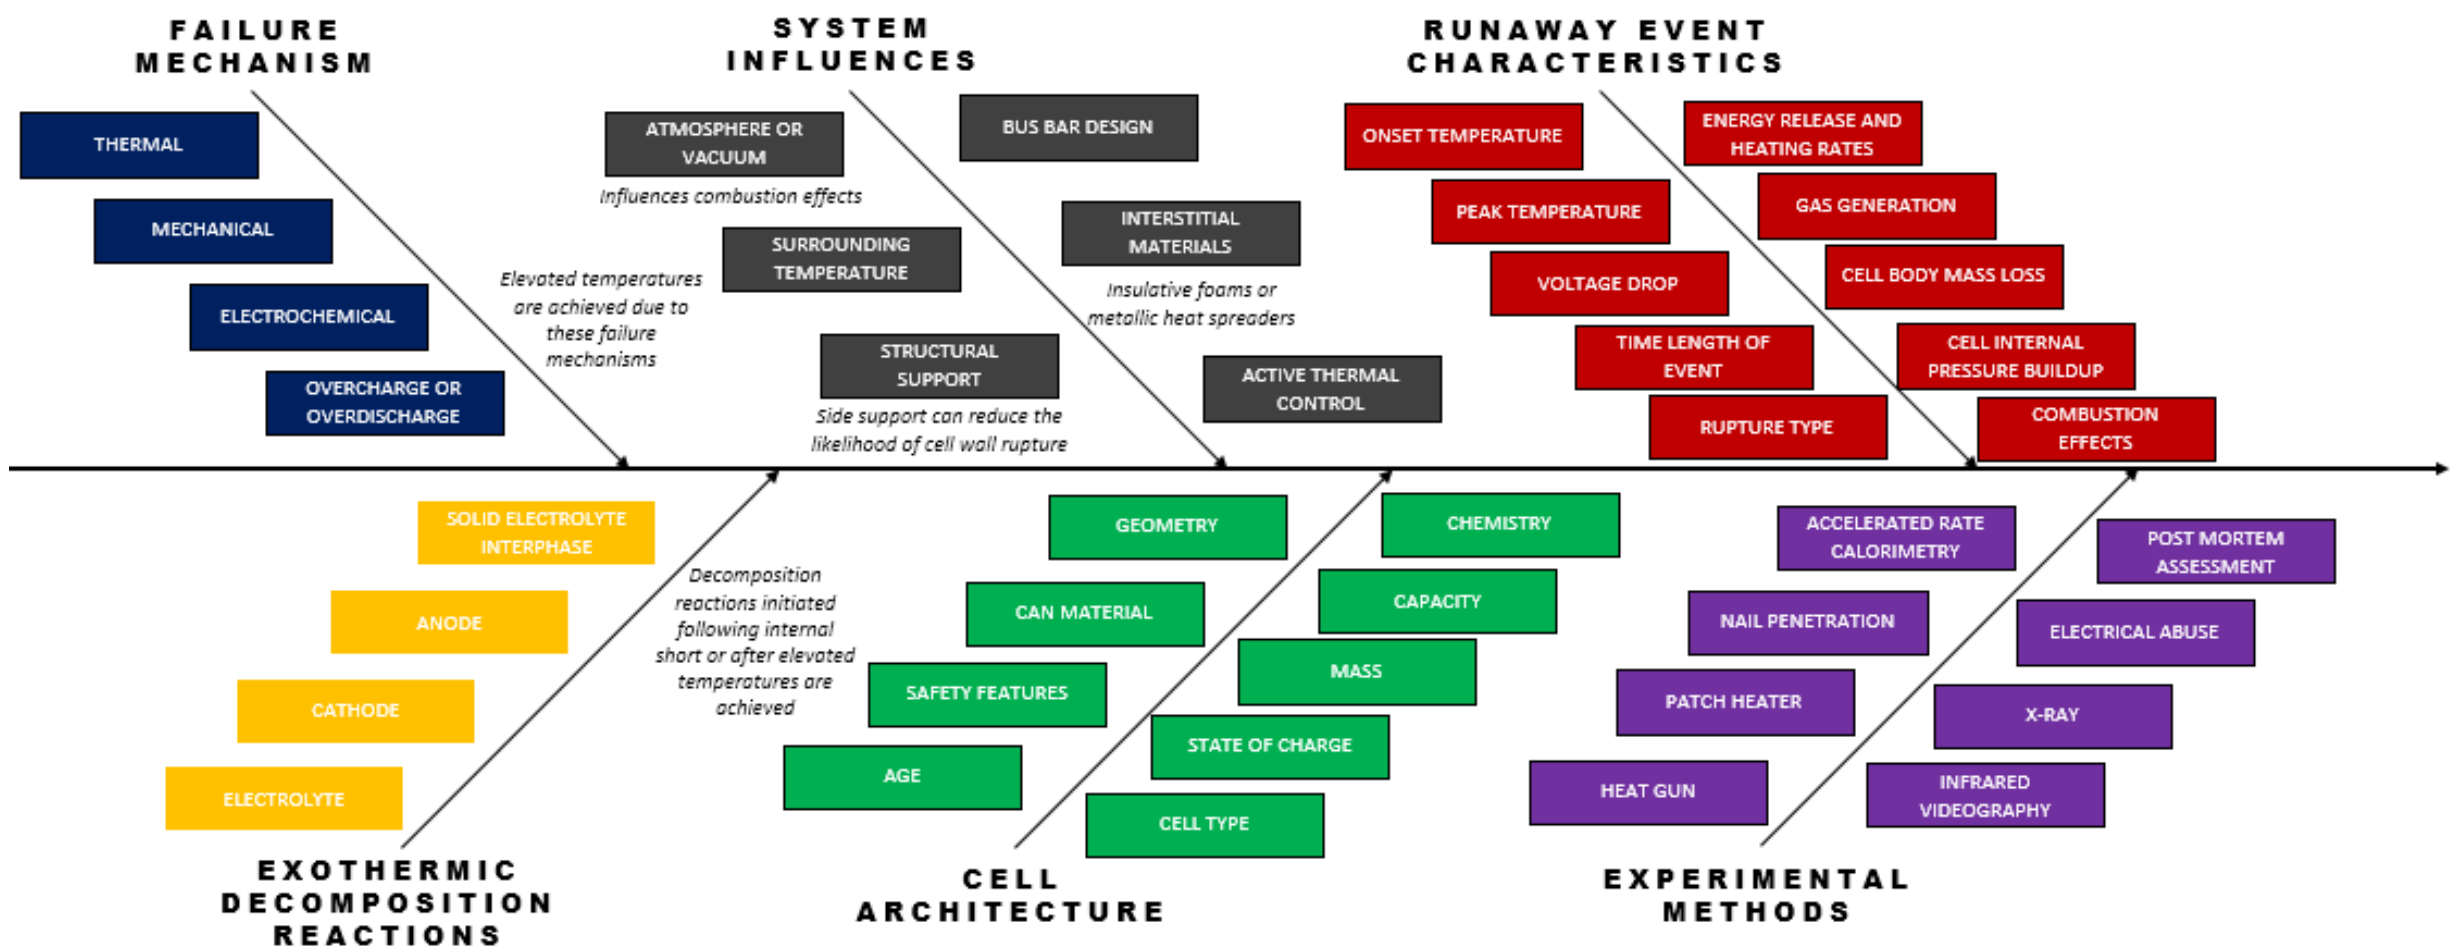 FAILURE
MECHANISM
THERMAL
MECHANICAL
ELECTROCHEMICAL
OVERCHARGE OR
OVERDISCHARGE
Elevated temperatures
are achieved due to
these failure
mechanisms
SYSTEM
INFLUENCES
ATMOSPHERE OR
VACUUM
Influences combustion effects
SURROUNDING
TEMPERATURE
STRUCTURAL
SUPPORT
Side support can reduce the
likelihood of cell wall rupture
BUS BAR DESIGN
INTERSTITIAL
MATERIALS
Insulative foams or
metallic heat spreaders
ACTIVE THERMAL
CONTROL
RUNAWAY EVENT
CHARACTERISTICS
ONSET TEMPERATURE
PEAK TEMPERATURE
VOLTAGE DROP
TIME LENGTH OF
EVENT
RUPTURE TYPE
ENERGY RELEASE AND
HEATING RATES
GAS GENERATION
CELL BODY MASS LOSS
CELL INTERNAL
PRESSURE BUILDUP
COMBUSTION
EFFECTS
SOLID ELECTROLYTE
INTERPHASE
ANODE
CATHODE
ELECTROLYTE
Decomposition
reactions initiated
following internal
short or after elevated
temperatures are
achieved
EXOTHERMIC
DECOMPOSITION
REACTIONS
GEOMETRY
CAN MATERIAL
SAFETY FEATURES
AGE
CHEMISTRY
CAPACITY
MASS
STATE OF CHARGE
CELL TYPE
CELL
ARCHITECTURE
ACCELERATED RATE
CALORIMETRY
NAIL PENETRATION
PATCH HEATER
HEAT GUN
POST MORTEM
ASSESSMENT
ELECTRICAL ABUSE
X-RAY
INFRARED
VIDEOGRAPHY
EXPERIMENTAL
METHODS